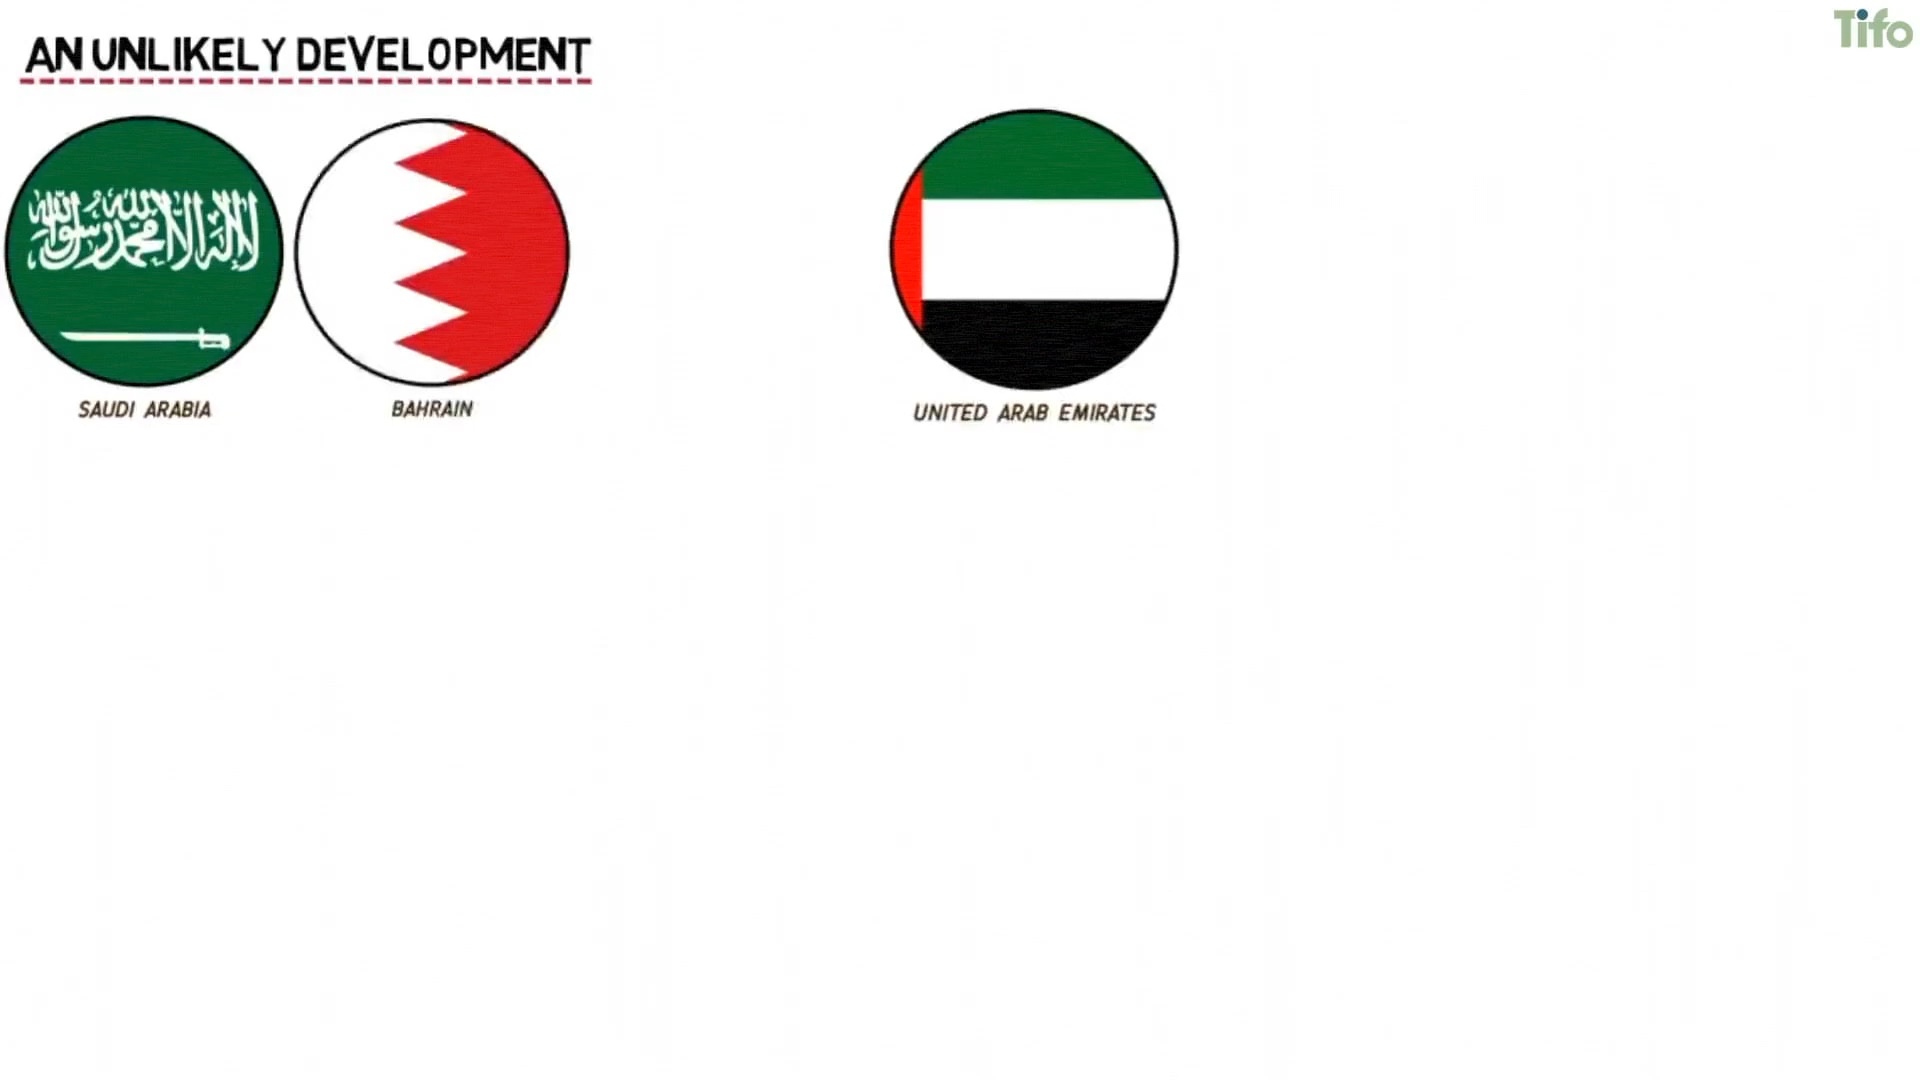 AN UNLIKELY DEVELOPMENT
Tifo
لا إله إلا الله محمد رسول الله
SAUDI ARABIA
BAHRAIN
UNITED ARAB EMIRATES